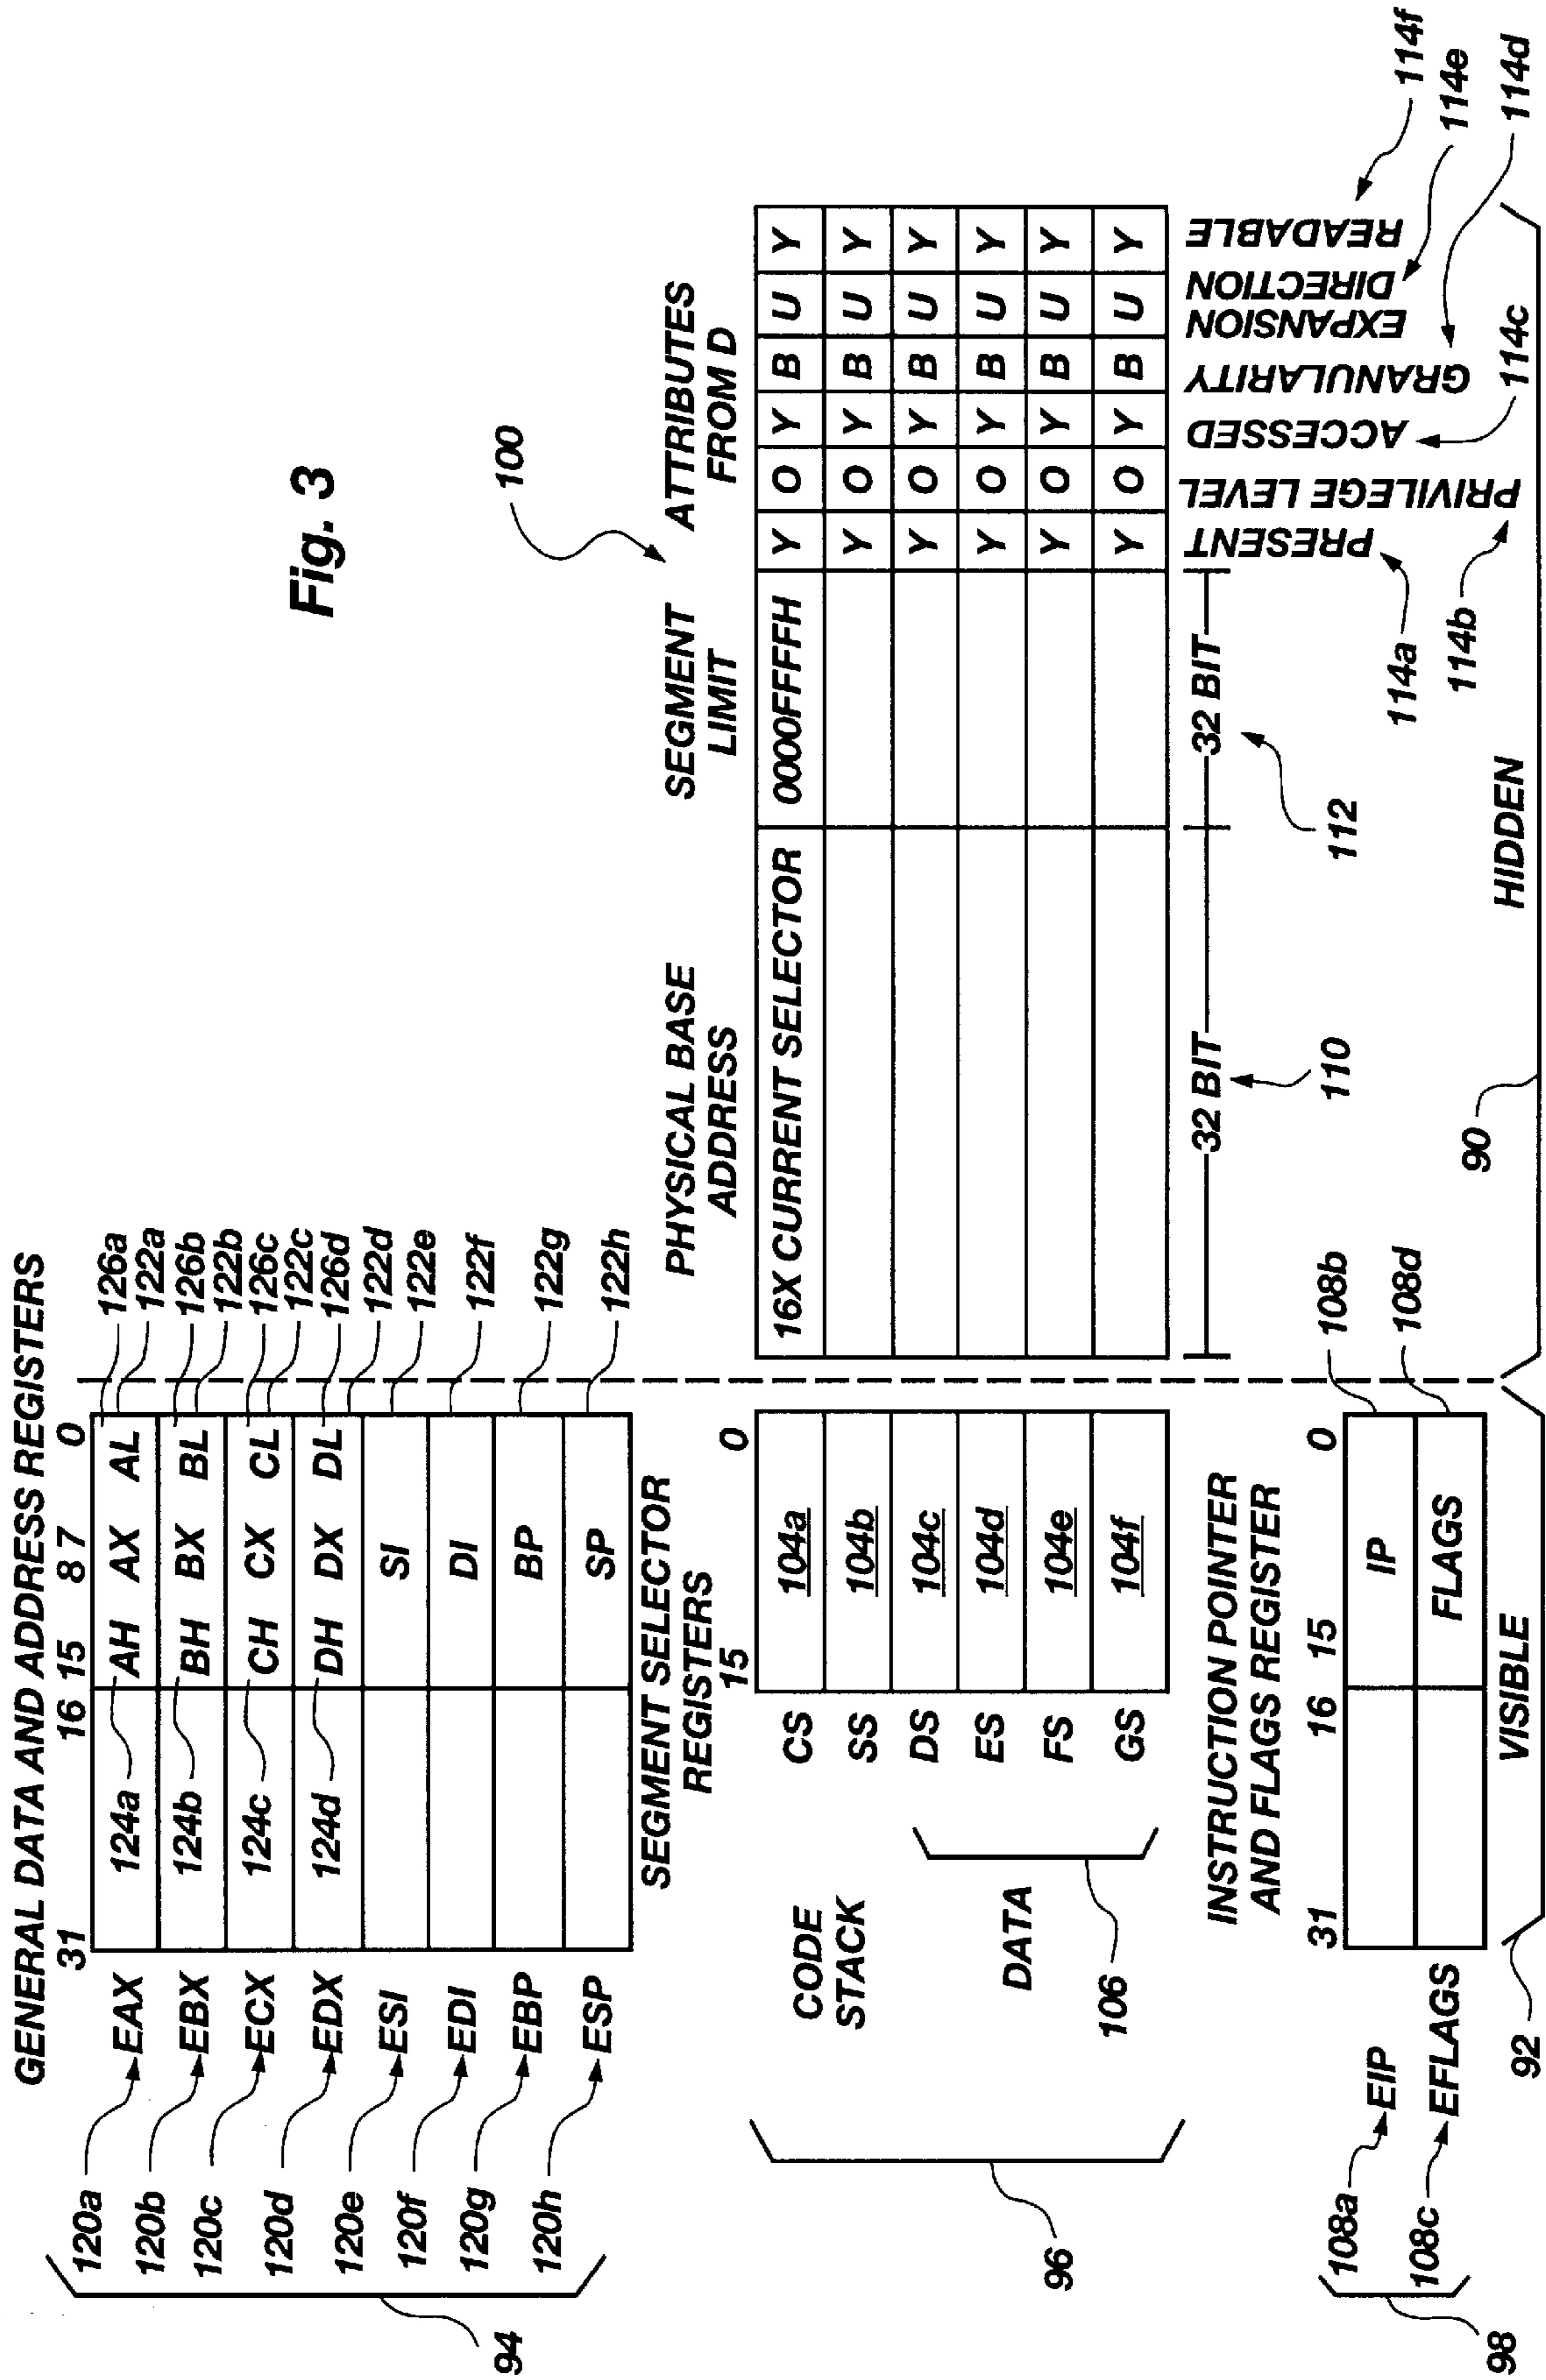 Fig. 3
GENERAL DATA AND ADDRESS REGISTERS
31 16 15 8 7 0
120a EAX 124a AH AX AL 126a
122a
120b EBX 124b BH BX BL 126b
122b
120c ECX 124c CH CX CL 126c
122c
120d EDX 124d DH DX DL 126d
122d
120e ESI SI 122e
120f EDI DI 122f
120g EBP BP 122g
120h ESP SP 122h
94
SEGMENT SELECTOR
REGISTERS
15 0
PHYSICAL BASE
ADDRESS
SEGMENT
LIMIT
ATTRIBUTES
FROM D
100
CODE CS 104a 16X CURRENT SELECTOR 0000FFFFH Y O Y B U Y
STACK SS 104b Y O Y B U Y
DS 104c Y O Y B U Y
DATA ES 104d Y O Y B U Y
FS 104e Y O Y B U Y
GS 104f Y O Y B U Y
106
96
32 BIT 32 BIT
110
112
PRESENT
PRIVILEGE LEVEL
ACCESSED
GRANULARITY
EXPANSION
DIRECTION
READABLE
114a
114b
114c
114d
114e
114f
INSTRUCTION POINTER
AND FLAGS REGISTER
31 16 15 0
108a EIP IP 108b
108c EFLAGS FLAGS 108d
98
92
VISIBLE
90
HIDDEN